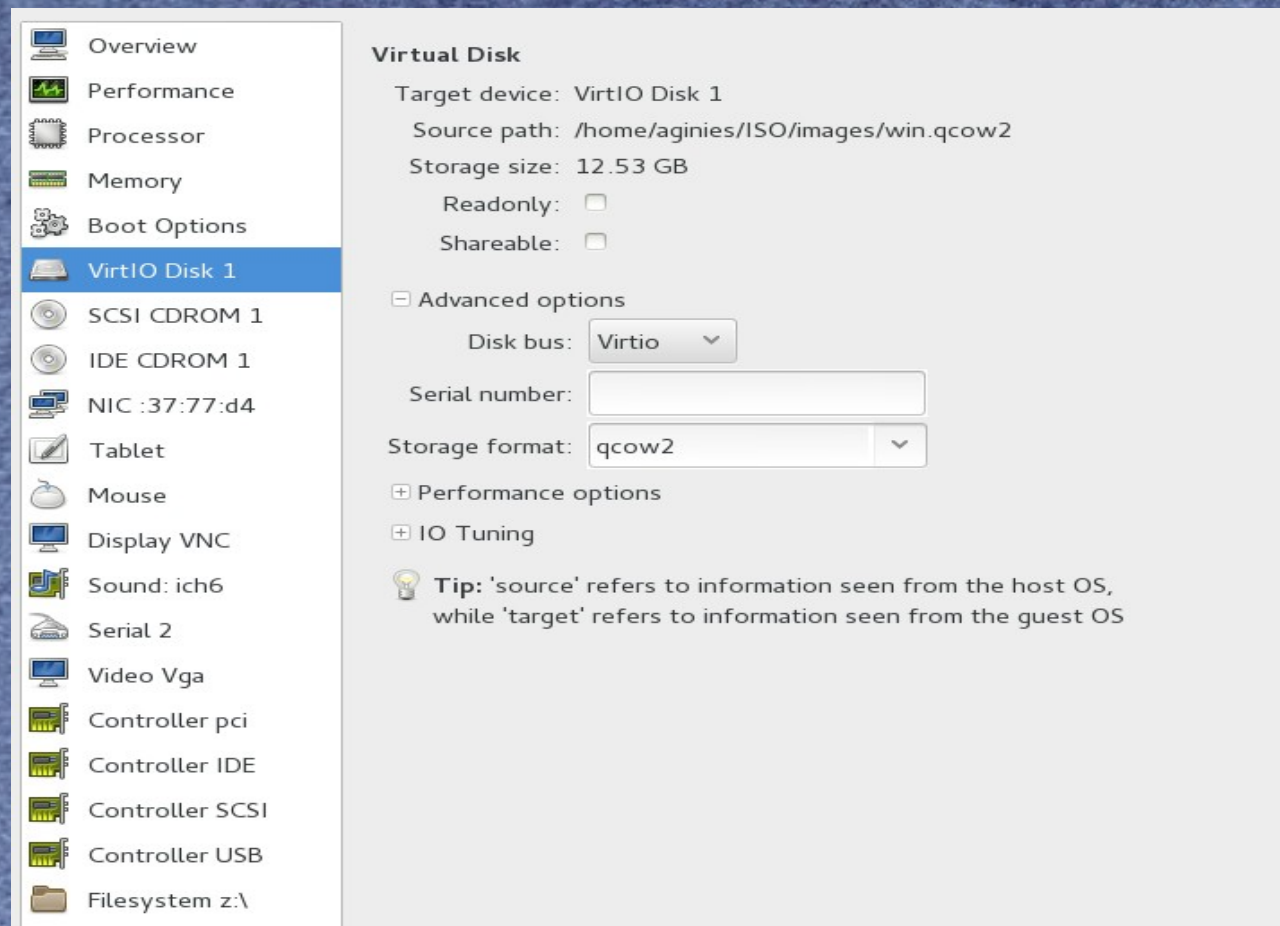 Overview
Performance
Processor
Memory
Boot Options
VirtIO Disk 1
SCSI CDROM 1
IDE CDROM 1
NIC :37:77:d4
Tablet
Mouse
Display VNC
Sound: ich6
Serial 2
Video Vga
Controller pci
Controller IDE
Controller SCSI
Controller USB
Filesystem z:\
Virtual Disk
Target device: VirtIO Disk 1
Source path: /home/aginies/ISO/images/win.qcow2
Storage size: 12.53 GB
Readonly:
Shareable:
Advanced options
Disk bus: Virtio
Serial number:
Storage format: qcow2
Performance options
IO Tuning
Tip: 'source' refers to information seen from the host OS,
while 'target' refers to information seen from the guest OS